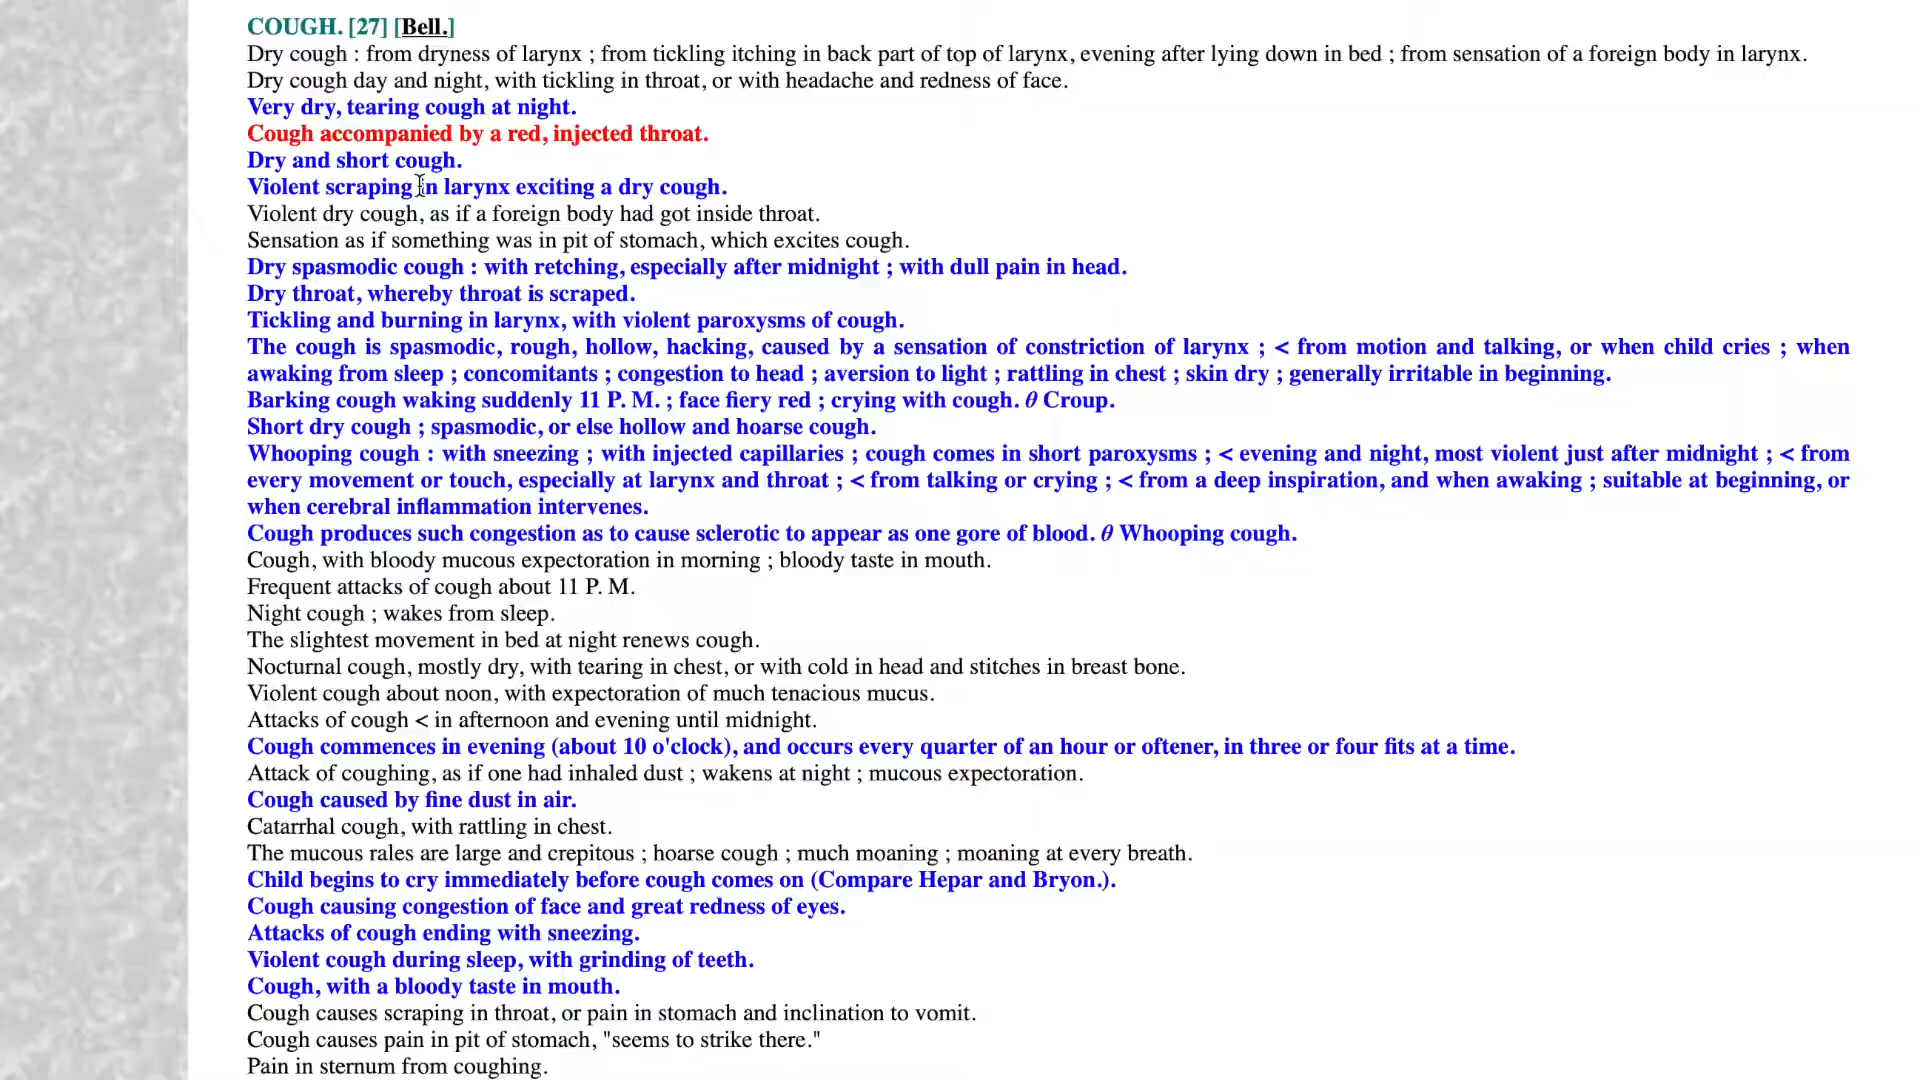 COUGH. [27] [Bell.]
Dry cough : from dryness of larynx ; from tickling itching in back part of top of larynx, evening after lying down in bed ; from sensation of a foreign body in larynx.
Dry cough day and night, with tickling in throat, or with headache and redness of face.
Very dry, tearing cough at night.
Cough accompanied by a red, injected throat.
Dry and short cough.
Violent scraping in larynx exciting a dry cough.
Violent dry cough, as if a foreign body had got inside throat.
Sensation as if something was in pit of stomach, which excites cough.
Dry spasmodic cough : with retching, especially after midnight ; with dull pain in head.
Dry throat, whereby throat is scraped.
Tickling and burning in larynx, with violent paroxysms of cough.
The cough is spasmodic, rough, hollow, hacking, caused by a sensation of constriction of larynx ; < from motion and talking, or when child cries ; when
awaking from sleep ; concomitants ; congestion to head ; aversion to light ; rattling in chest ; skin dry ; generally irritable in beginning.
Barking cough waking suddenly 11 P. M. ; face fiery red ; crying with cough. θ Croup.
Short dry cough ; spasmodic, or else hollow and hoarse cough.
Whooping cough : with sneezing ; with injected capillaries ; cough comes in short paroxysms ; < evening and night, most violent just after midnight ; < from
every movement or touch, especially at larynx and throat ; < from talking or crying ; < from a deep inspiration, and when awaking ; suitable at beginning, or
when cerebral inflammation intervenes.
Cough produces such congestion as to cause sclerotic to appear as one gore of blood. θ Whooping cough.
Cough, with bloody mucous expectoration in morning ; bloody taste in mouth.
Frequent attacks of cough about 11 P. M.
Night cough ; wakes from sleep.
The slightest movement in bed at night renews cough.
Nocturnal cough, mostly dry, with tearing in chest, or with cold in head and stitches in breast bone.
Violent cough about noon, with expectoration of much tenacious mucus.
Attacks of cough < in afternoon and evening until midnight.
Cough commences in evening (about 10 o'clock), and occurs every quarter of an hour or oftener, in three or four fits at a time.
Attack of coughing, as if one had inhaled dust ; wakens at night ; mucous expectoration.
Cough caused by fine dust in air.
Catarrhal cough, with rattling in chest.
The mucous rales are large and crepitous ; hoarse cough ; much moaning ; moaning at every breath.
Child begins to cry immediately before cough comes on (Compare Hepar and Bryon.).
Cough causing congestion of face and great redness of eyes.
Attacks of cough ending with sneezing.
Violent cough during sleep, with grinding of teeth.
Cough, with a bloody taste in mouth.
Cough causes scraping in throat, or pain in stomach and inclination to vomit.
Cough causes pain in pit of stomach, "seems to strike there."
Pain in sternum from coughing.